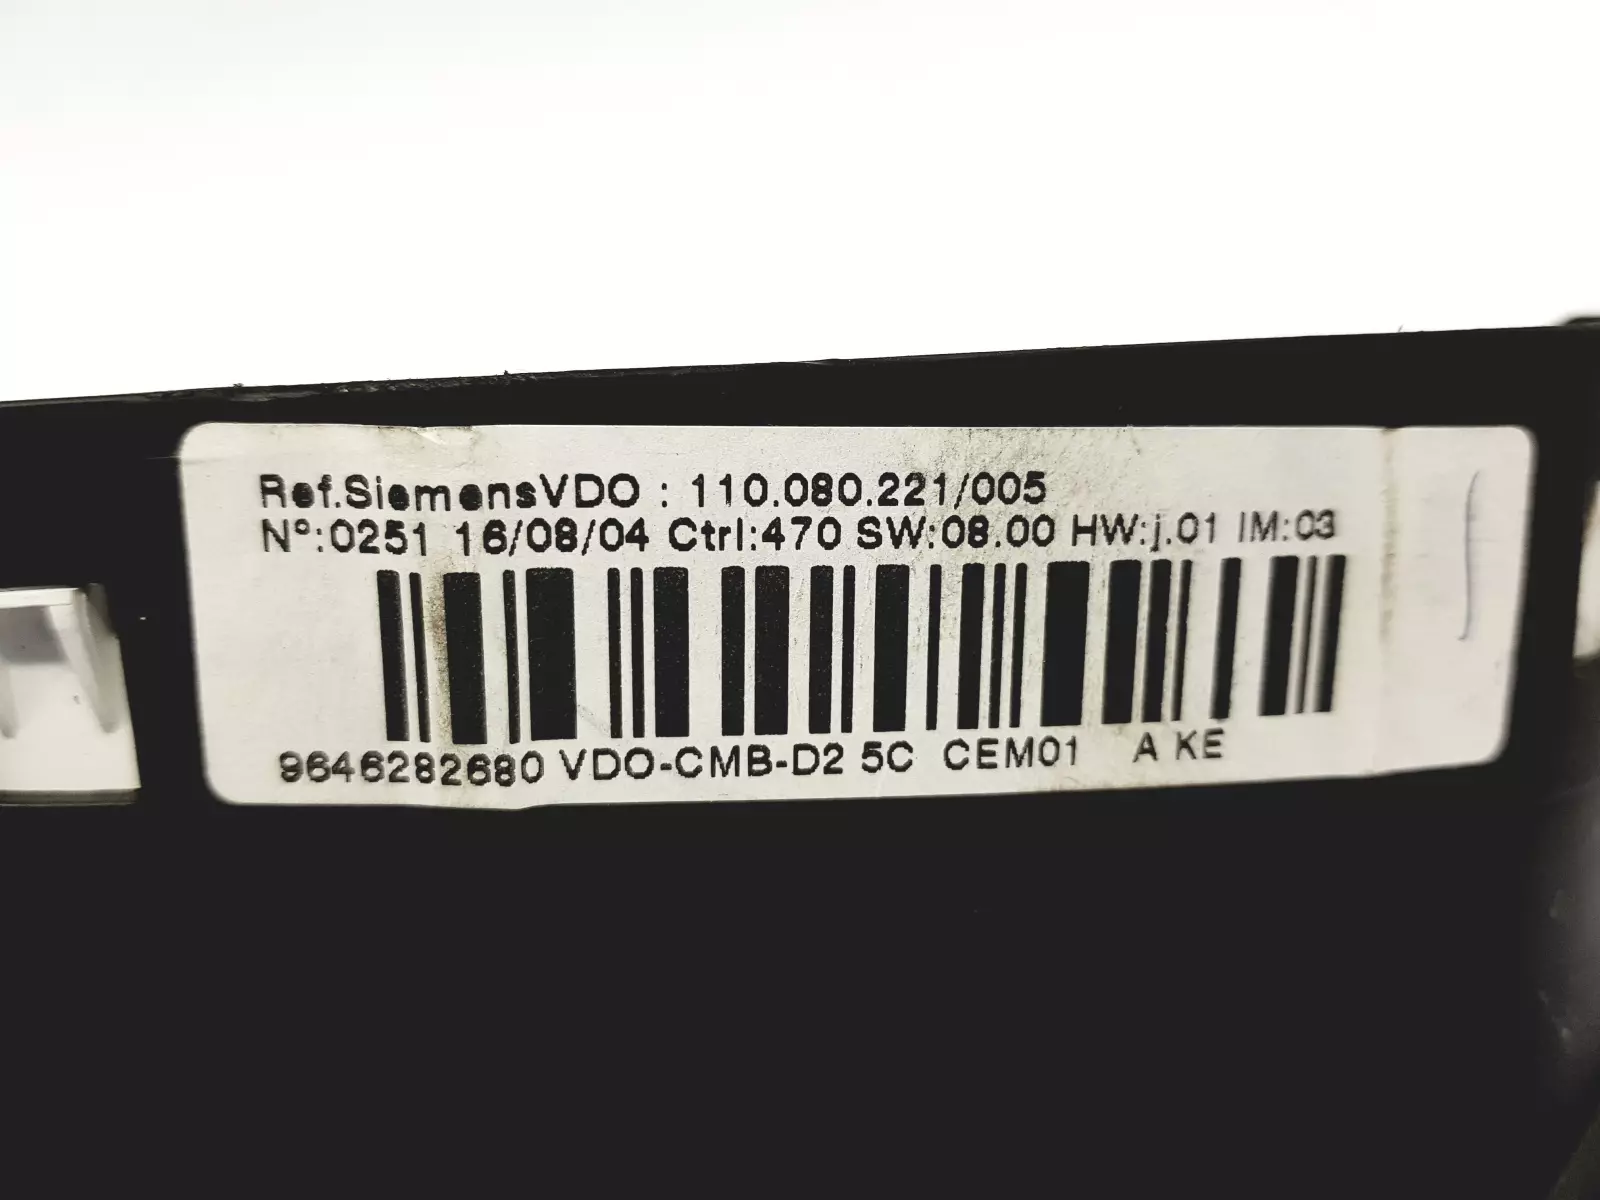 Ref.SiemensVDO : 110.080.221/005
N°:0251 16/08/04 Ctrl:470 SW:08.00 HW:j.01 IM:03
9646282680 VDO-CMB-D2 5C CEM01 A KE